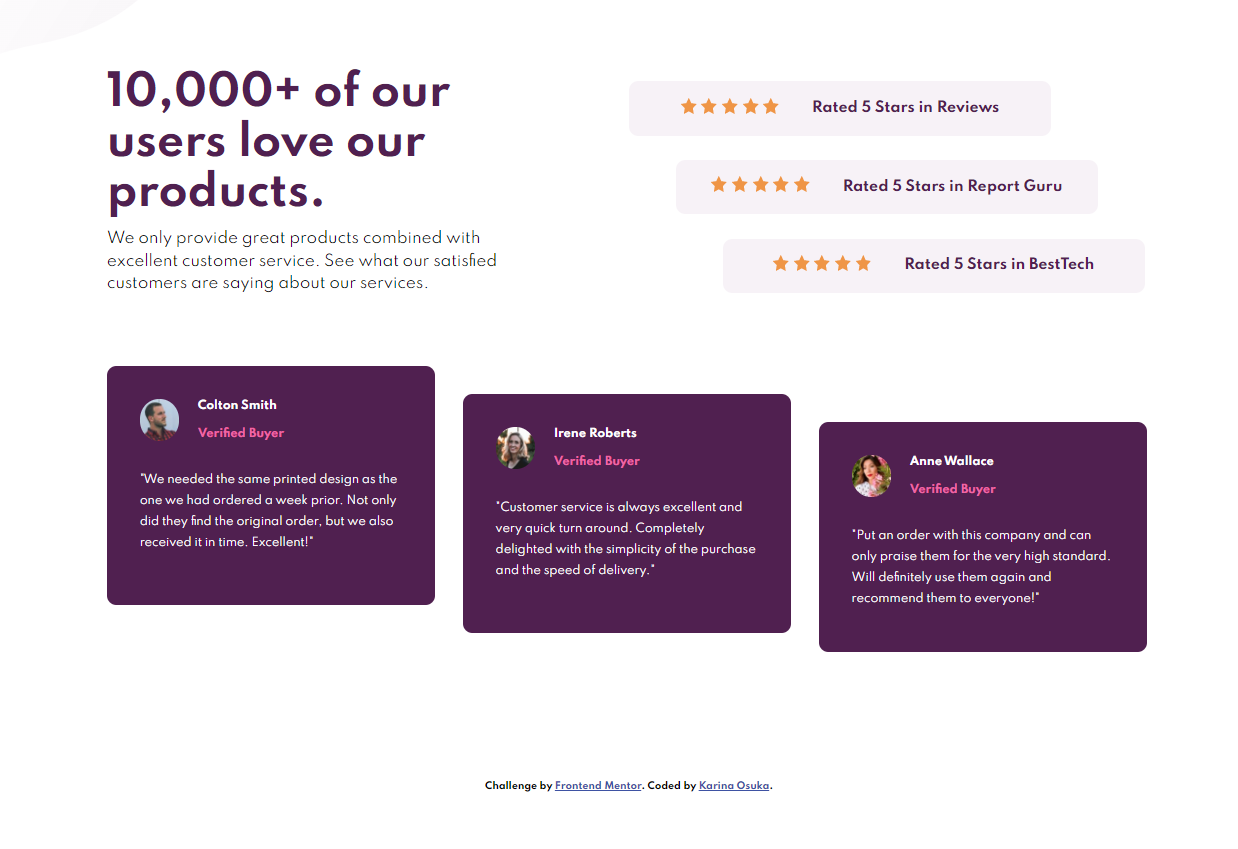 10,000+ of our
users love our
products.
We only provide great products combined with
excellent customer service. See what our satisfied
customers are saying about our services.
Rated 5 Stars in Reviews
Rated 5 Stars in Report Guru
Rated 5 Stars in BestTech
Colton Smith
Verified Buyer
"We needed the same printed design as the
one we had ordered a week prior. Not only
did they find the original order, but we also
received it in time. Excellent!"
Irene Roberts
Verified Buyer
"Customer service is always excellent and
very quick turn around. Completely
delighted with the simplicity of the purchase
and the speed of delivery."
Anne Wallace
Verified Buyer
"Put an order with this company and can
only praise them for the very high standard.
Will definitely use them again and
recommend them to everyone!"
Challenge by Frontend Mentor. Coded by Karina Osuka.